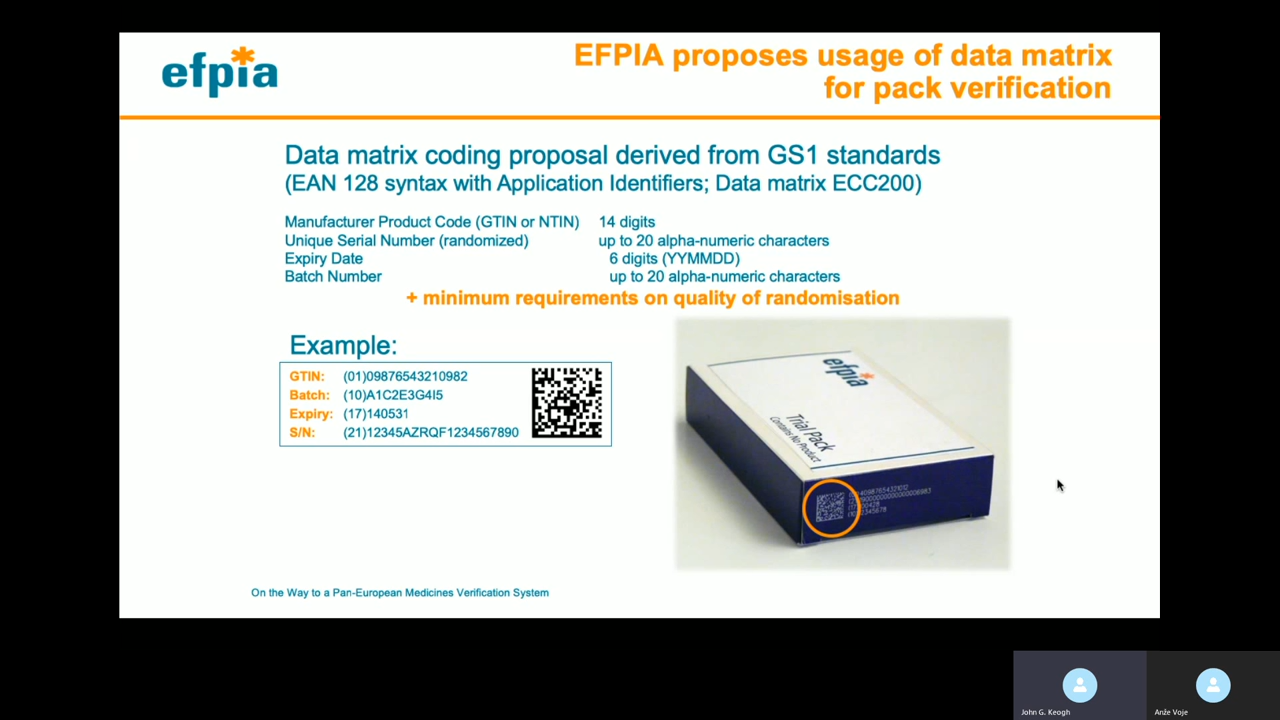 efpia
EFPIA proposes usage of data matrix
for pack verification
Data matrix coding proposal derived from GS1 standards
(EAN 128 syntax with Application Identifiers; Data matrix ECC200)
Manufacturer Product Code (GTIN or NTIN) 14 digits
Unique Serial Number (randomized) up to 20 alpha-numeric characters
Expiry Date 6 digits (YYMMDD)
Batch Number up to 20 alpha-numeric characters
+ minimum requirements on quality of randomisation
Example:
GTIN: (01)09876543210982
Batch: (10)A1C2E3G4I5
Expiry: (17)140531
S/N: (21)12345AZRQF1234567890
efpia
Trial Pack
Contains No Product
On the Way to a Pan-European Medicines Verification System
John G. Keogh
Anže Voje